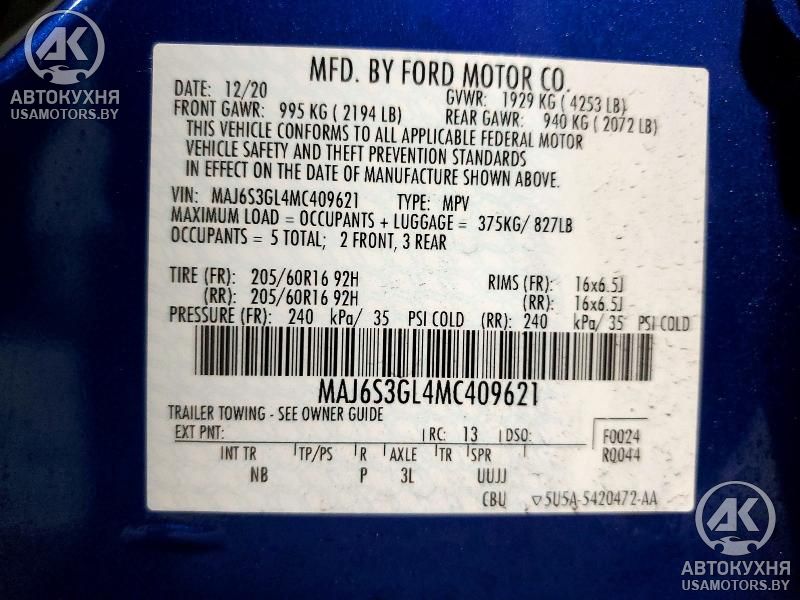 АК
АВТОКУХНЯ
USAMOTORS.BY
MFD. BY FORD MOTOR CO.
DATE: 12/20 GVWR: 1929 KG ( 4253 LB)
FRONT GAWR: 995 KG ( 2194 LB) REAR GAWR: 940 KG ( 2072 LB)
THIS VEHICLE CONFORMS TO ALL APPLICABLE FEDERAL MOTOR
VEHICLE SAFETY AND THEFT PREVENTION STANDARDS
IN EFFECT ON THE DATE OF MANUFACTURE SHOWN ABOVE.
VIN: MAJ6S3GL4MC409621 TYPE: MPV
MAXIMUM LOAD = OCCUPANTS + LUGGAGE = 375KG/ 827LB
OCCUPANTS = 5 TOTAL; 2 FRONT, 3 REAR
TIRE (FR): 205/60R16 92H RIMS (FR): 16x6.5J
(RR): 205/60R16 92H (RR): 16x6.5J
PRESSURE (FR): 240 kPa/ 35 PSI COLD (RR): 240 kPa/ 35 PSI COLD
MAJ6S3GL4MC409621
TRAILER TOWING - SEE OWNER GUIDE
EXT PNT: RC: 13 DSO: F0024
R0044
INT TR TP/PS R AXLE TR SPR
NB P 3L UUJJ
CBU ▽5U5A-5420472-AA
АК
АВТОКУХНЯ
USAMOTORS.BY